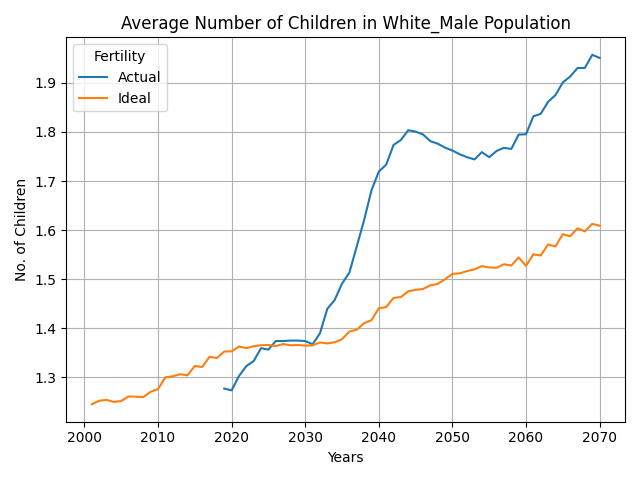 Average Number of Children in White_Male Population
Fertility
Actual
Ideal
No. of Children
1.9
1.8
1.7
1.6
1.5
1.4
1.3
2000 2010 2020 2030 2040 2050 2060 2070
Years